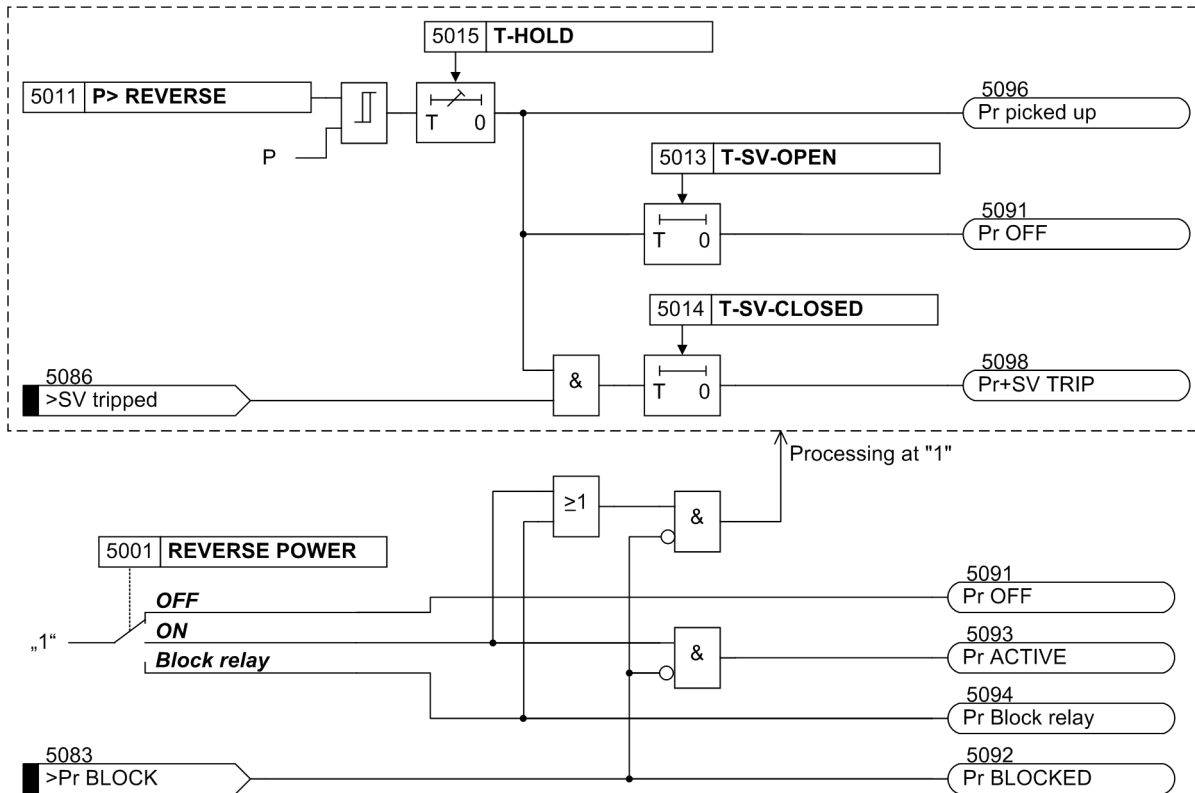 5015 T-HOLD
5011 P> REVERSE
T 0
5096
Pr picked up
P
5013 T-SV-OPEN
T 0
5091
Pr OFF
5014 T-SV-CLOSED
5086
>SV tripped
&
T 0
5098
Pr+SV TRIP
Processing at "1"
≥1
&
5001 REVERSE POWER
OFF
5091
Pr OFF
„1“
ON
&
5093
Pr ACTIVE
Block relay
5094
Pr Block relay
5083
>Pr BLOCK
5092
Pr BLOCKED